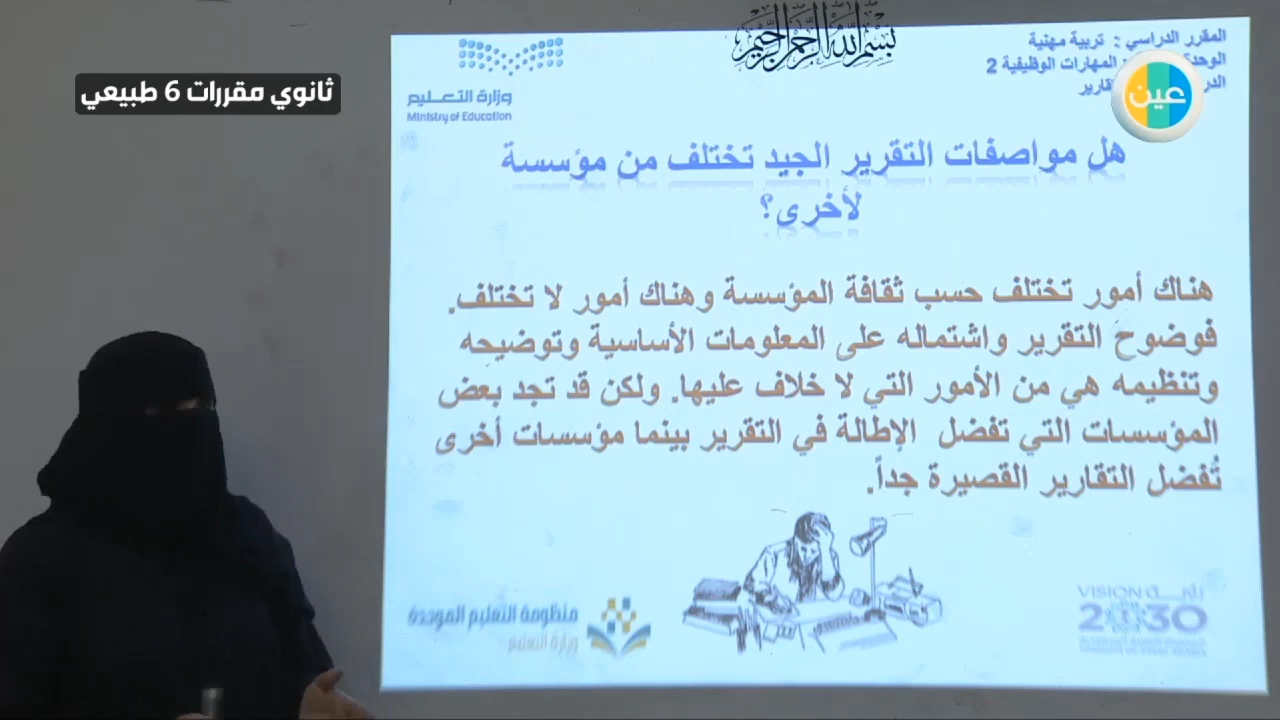 بسم الله الرحمن الرحيم
المقرر الدراسي : تربية مهنية
المهارات الوظيفية 2
عين
ثانوي مقررات 6 طبيعي
وزارة التعـــليم
Ministry of Education
هل مواصفات التقرير الجيد تختلف من مؤسسة
لأخرى؟
هناك أمور تختلف حسب ثقافة المؤسسة وهناك أمور لا تختلف.
فوضوح التقرير واشتماله على المعلومات الأساسية وتوضيحه
وتنظيمه هي من الأمور التي لا خلاف عليها. ولكن قد تجد بعض
المؤسسات التي تفضل الإطالة في التقرير بينما مؤسسات أخرى
تُفضل التقارير القصيرة جداً.
منظومة التعليم الموحدة
وزارة التعليم
VISION
2030